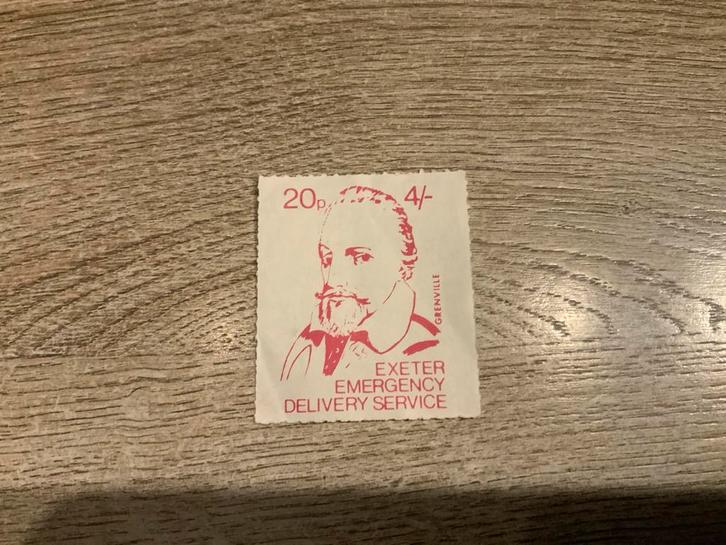 20p 4/-
GRENVILLE
EXETER
EMERGENCY
DELIVERY SERVICE